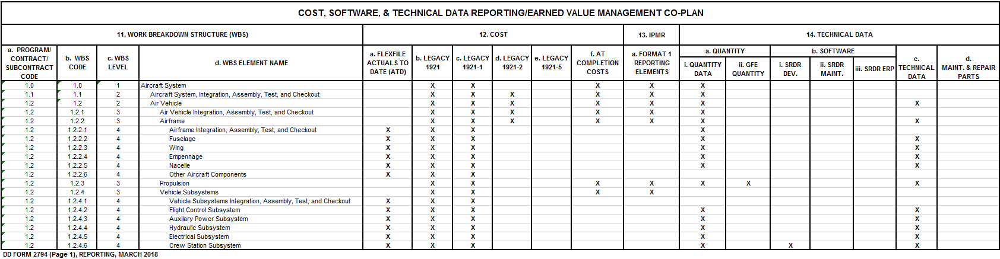 COST, SOFTWARE, & TECHNICAL DATA REPORTING/EARNED VALUE MANAGEMENT CO-PLAN
11. WORK BREAKDOWN STRUCTURE (WBS) 12. COST 13. IPMR 14. TECHNICAL DATA
a. PROGRAM/
CONTRACT/
SUBCONTRACT
CODE
b. WBS
CODE
c. WBS
LEVEL
d. WBS ELEMENT NAME
a. FLEXFILE
ACTUALS TO
DATE (ATD)
b. LEGACY
1921
c. LEGACY
1921-1
d. LEGACY
1921-2
e. LEGACY
1921-5
f. AT
COMPLETION
COSTS
a. FORMAT 1
REPORTING
ELEMENTS
a. QUANTITY
i. QUANTITY
DATA
ii. GFE
QUANTITY
b. SOFTWARE
i. SRDR
DEV.
ii. SRDR
MAINT.
iii. SRDR ERP
c.
TECHNICAL
DATA
d.
MAINT. & REPAIR
PARTS
1.0 1.0 1 Aircraft System X X X X X
1.1 1.1 2 Aircraft System, Integration, Assembly, Test, and Checkout X X X X X X
1.2 1.2 2 Air Vehicle X X X X X X X
1.2 1.2.1 3 Air Vehicle Integration, Assembly, Test, and Checkout X X X X X X
1.2 1.2.2 3 Airframe X X X X X X X
1.2 1.2.2.1 4 Airframe Integration, Assembly, Test, and Checkout X X X X
1.2 1.2.2.2 4 Fuselage X X X X X
1.2 1.2.2.3 4 Wing X X X X X
1.2 1.2.2.4 4 Empennage X X X X X
1.2 1.2.2.5 4 Nacelle X X X X X
1.2 1.2.2.6 4 Other Aircraft Components X X X
1.2 1.2.3 3 Propulsion X X X X X X X
1.2 1.2.4 3 Vehicle Subsystems X X X X
1.2 1.2.4.1 4 Vehicle Subsystems Integration, Assembly, Test, and Checkout X X X
1.2 1.2.4.2 4 Flight Control Subsystem X X X X X
1.2 1.2.4.3 4 Auxilary Power Subsystem X X X X X
1.2 1.2.4.4 4 Hydraulic Subsystem X X X X X
1.2 1.2.4.5 4 Electrical Subsystem X X X X X
1.2 1.2.4.6 4 Crew Station Subsystem X X X X X X
DD FORM 2794 (Page 1), REPORTING, MARCH 2018